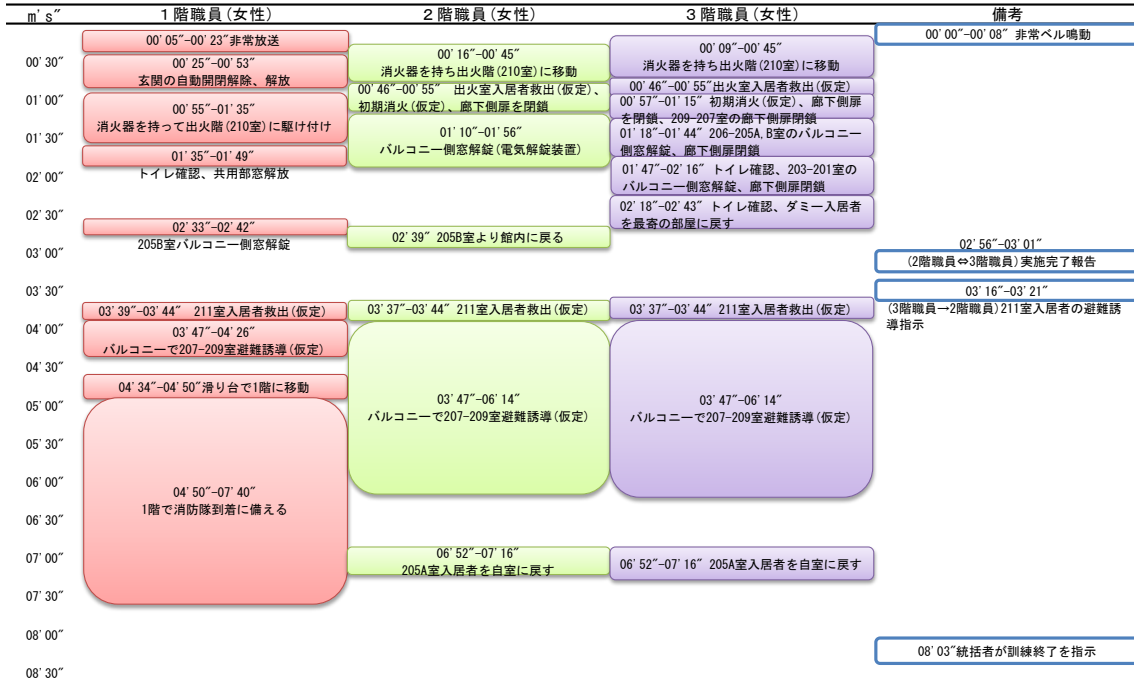 m's"
1階職員(女性)
2階職員(女性)
3階職員(女性)
備考
00'30"
01'00"
01'30"
02'00"
02'30"
03'00"
03'30"
04'00"
04'30"
05'00"
05'30"
06'00"
06'30"
07'00"
07'30"
08'00"
08'30"
00'05"-00'23"非常放送
00'25"-00'53"
玄関の自動開閉解除、解放
00'55"-01'35"
消火器を持って出火階(210室)に駆け付け
01'35"-01'49"
トイレ確認、共用部窓解放
02'33"-02'42"
205B室バルコニー側窓解錠
03'39"-03'44" 211室入居者救出(仮定)
03'47"-04'26"
バルコニーで207-209室避難誘導(仮定)
04'34"-04'50"滑り台で1階に移動
04'50"-07'40"
1階で消防隊到着に備える
00'16"-00'45"
消火器を持ち出火階(210室)に移動
00'46"-00'55" 出火室入居者救出(仮定)、
初期消火(仮定)、廊下側扉を閉鎖
01'10"-01'56"
バルコニー側窓解錠(電気解錠装置)
02'39" 205B室より館内に戻る
03'37"-03'44" 211室入居者救出(仮定)
03'47"-06'14"
バルコニーで207-209室避難誘導(仮定)
06'52"-07'16"
205A室入居者を自室に戻す
00'09"-00'45"
消火器を持ち出火階(210室)に移動
00'46"-00'55"出火室入居者救出(仮定)
00'57"-01'15" 初期消火(仮定)、廊下側扉
を閉鎖、209-207室の廊下側扉閉鎖
01'18"-01'44" 206-205A,B室のバルコニー
側窓解錠、廊下側扉閉鎖
01'47"-02'16" トイレ確認、203-201室の
バルコニー側窓解錠、廊下側扉閉鎖
02'18"-02'43" トイレ確認、ダミー入居者
を最寄の部屋に戻す
03'37"-03'44" 211室入居者救出(仮定)
03'47"-06'14"
バルコニーで207-209室避難誘導(仮定)
06'52"-07'16" 205A室入居者を自室に戻す
00'00"-00'08" 非常ベル鳴動
02'56"-03'01"
(2階職員⇔3階職員)実施完了報告
03'16"-03'21"
(3階職員→2階職員)211室入居者の避難誘
導指示
08'03"統括者が訓練終了を指示